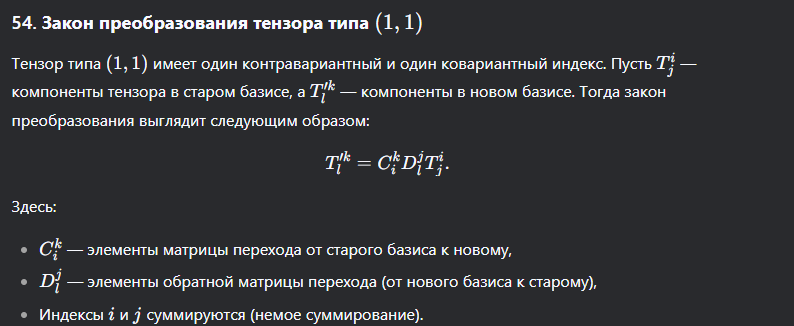 54. Закон преобразования тензора типа (1, 1)
Тензор типа (1, 1) имеет один контравариантный и один ковариантный индекс. Пусть $T^i_j$ —
компоненты тензора в старом базисе, а $T'^k_l$ — компоненты в новом базисе. Тогда закон
преобразования выглядит следующим образом:
$T'^k_l = C^k_i D^j_l T^i_j.$
Здесь:
• $C^k_i$ — элементы матрицы перехода от старого базиса к новому,
• $D^j_l$ — элементы обратной матрицы перехода (от нового базиса к старому),
• Индексы $i$ и $j$ суммируются (немое суммирование).